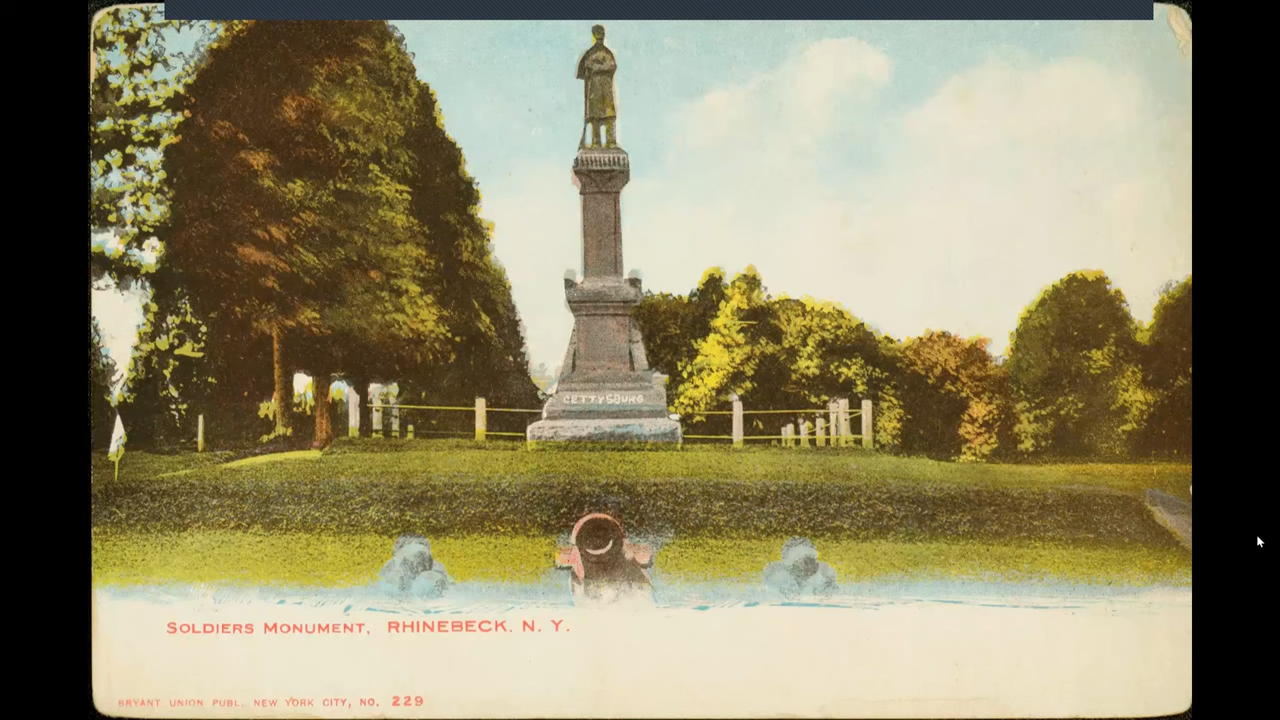 GETTYSBURG
SOLDIERS MONUMENT, RHINEBECK. N. Y.
BRYANT UNION PUBL. NEW YORK CITY, NO. 229